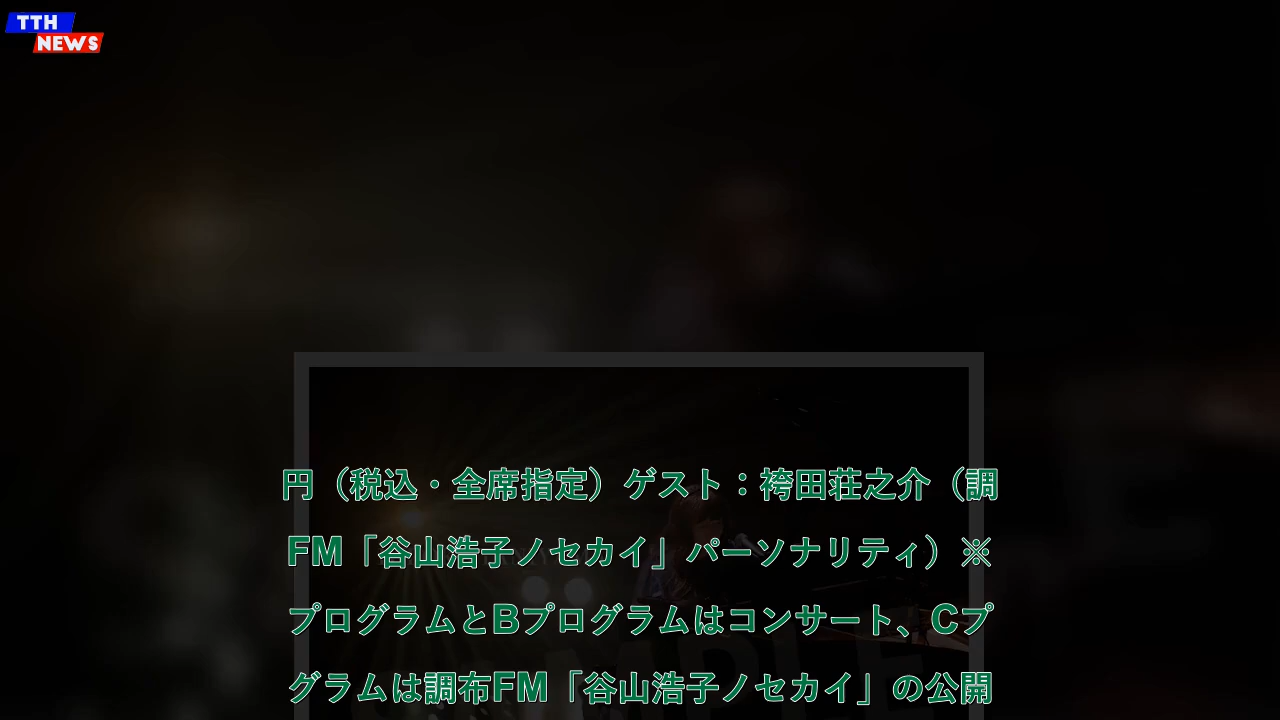 TTH
NEWS
円（税込・全席指定）ゲスト：袴田荘之介（調
FM「谷山浩子ノセカイ」パーソナリティ）※
プログラムとBプログラムはコンサート、Cプ
グラムは調布FM「谷山浩子ノセカイ」の公開